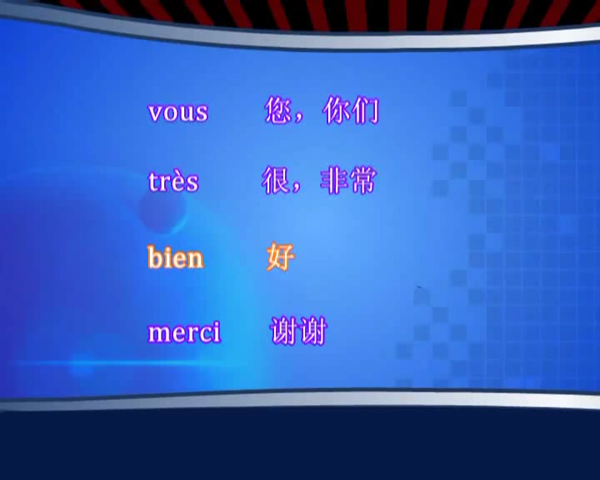 vous 您，你们
très 很，非常
bien 好
merci 谢谢